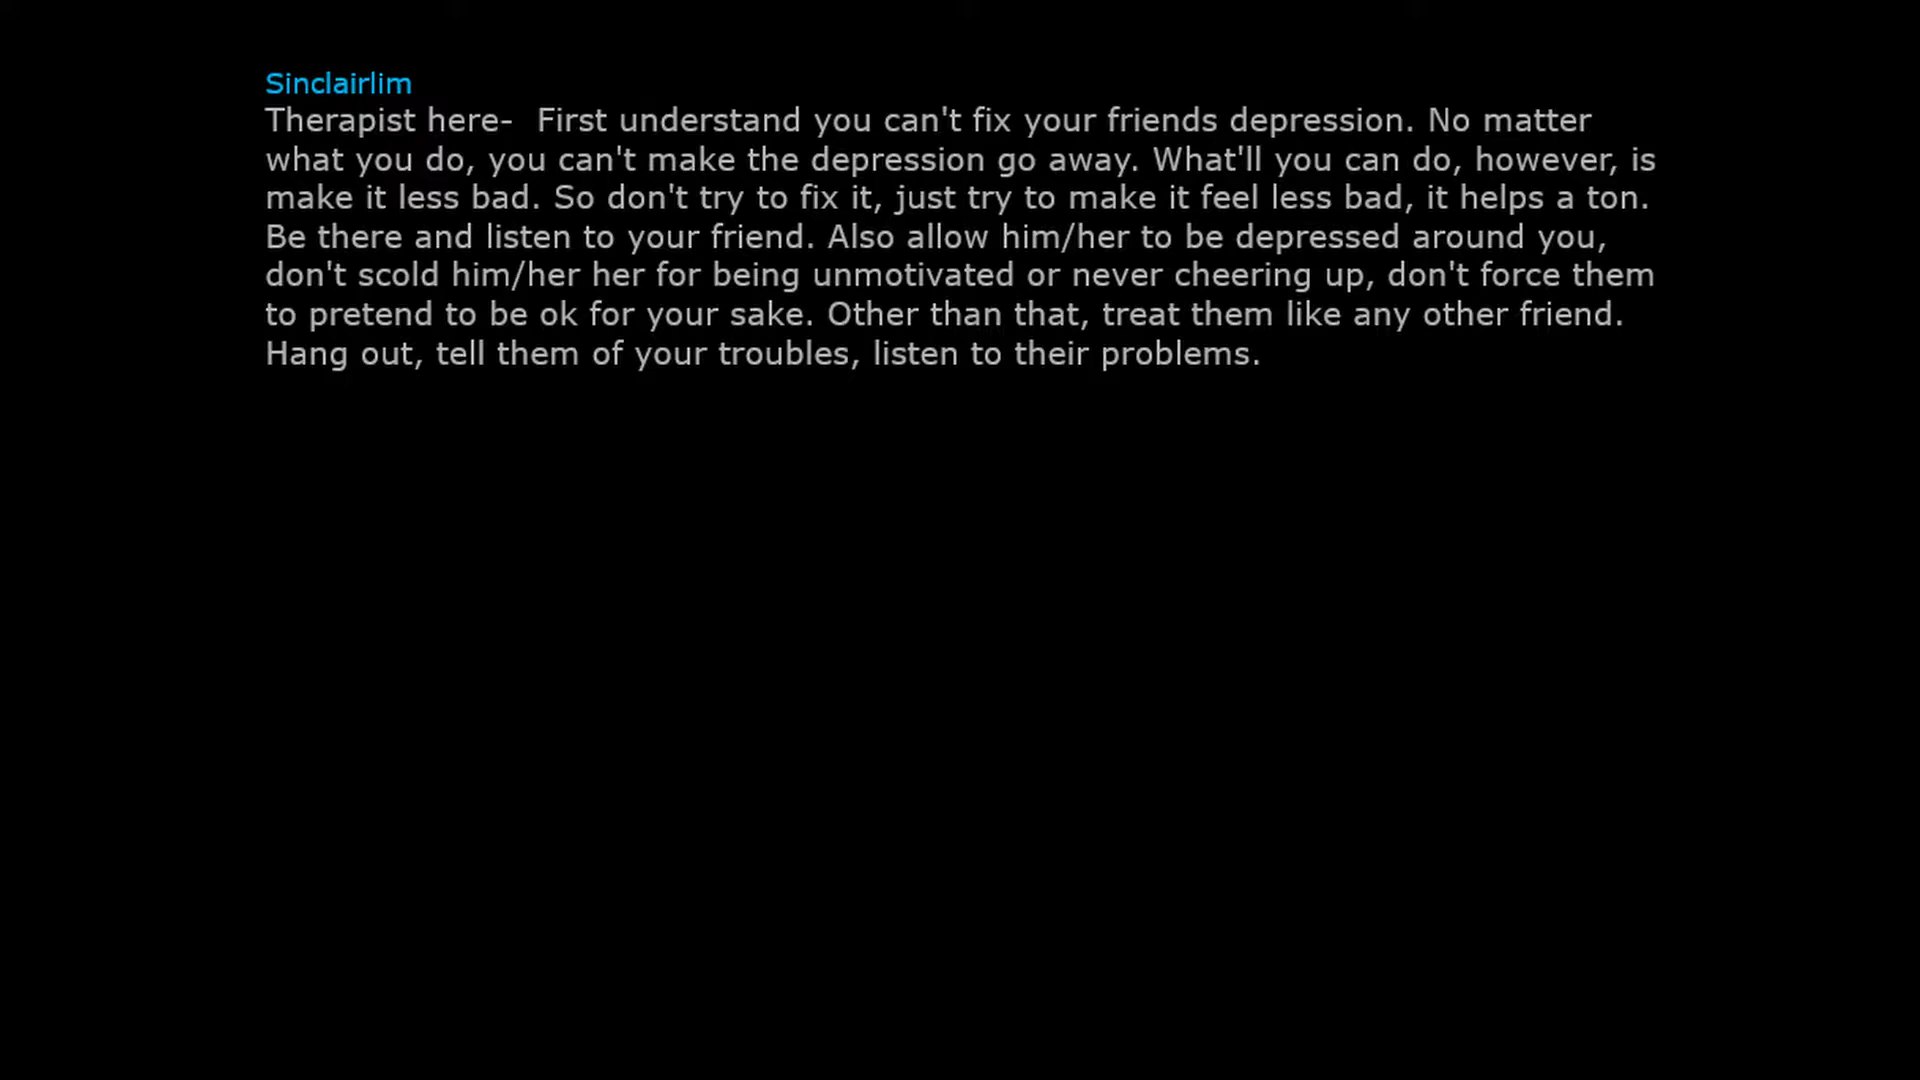 Sinclairlim
Therapist here-  First understand you can't fix your friends depression. No matter
what you do, you can't make the depression go away. What'll you can do, however, is
make it less bad. So don't try to fix it, just try to make it feel less bad, it helps a ton.
Be there and listen to your friend. Also allow him/her to be depressed around you,
don't scold him/her her for being unmotivated or never cheering up, don't force them
to pretend to be ok for your sake. Other than that, treat them like any other friend.
Hang out, tell them of your troubles, listen to their problems.